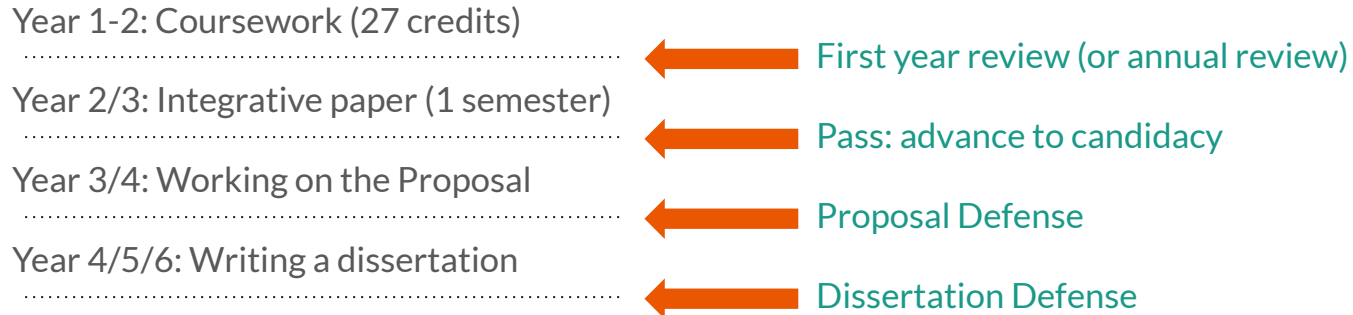 Year 1-2: Coursework (27 credits)
First year review (or annual review)
Year 2/3: Integrative paper (1 semester)
Pass: advance to candidacy
Year 3/4: Working on the Proposal
Proposal Defense
Year 4/5/6: Writing a dissertation
Dissertation Defense